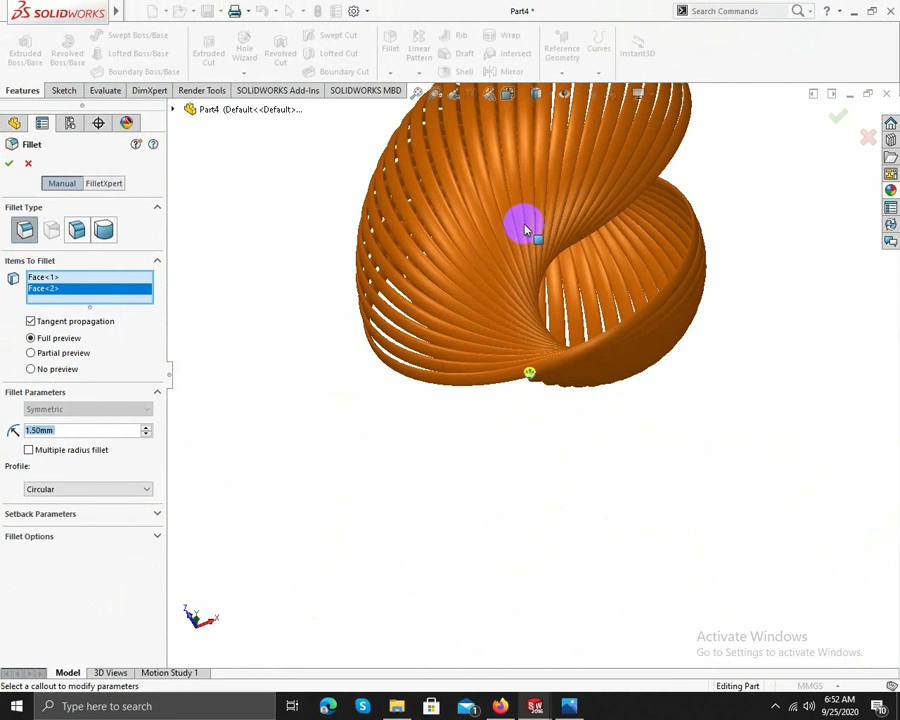 SOLIDWORKS
Part4 *
Search Commands
Extruded Boss/Base
Revolved Boss/Base
Swept Boss/Base
Lofted Boss/Base
Boundary Boss/Base
Extruded Cut
Hole Wizard
Revolved Cut
Swept Cut
Lofted Cut
Boundary Cut
Fillet
Linear Pattern
Rib
Draft
Shell
Wrap
Intersect
Mirror
Reference Geometry
Curves
Instant3D
Features
Sketch
Evaluate
DimXpert
Render Tools
SOLIDWORKS Add-Ins
SOLIDWORKS MBD
Part4 (Default<<Default>...
Fillet
Manual
FilletXpert
Fillet Type
Items To Fillet
Face<1>
Face<2>
Tangent propagation
Full preview
Partial preview
No preview
Fillet Parameters
Symmetric
1.50mm
Multiple radius fillet
Profile:
Circular
Setback Parameters
Fillet Options
Z
Y
X
Activate Windows
Go to Settings to activate Windows.
Model
3D Views
Motion Study 1
Select a callout to modify parameters
Editing Part
MMGS
Type here to search
6:52 AM
9/25/2020